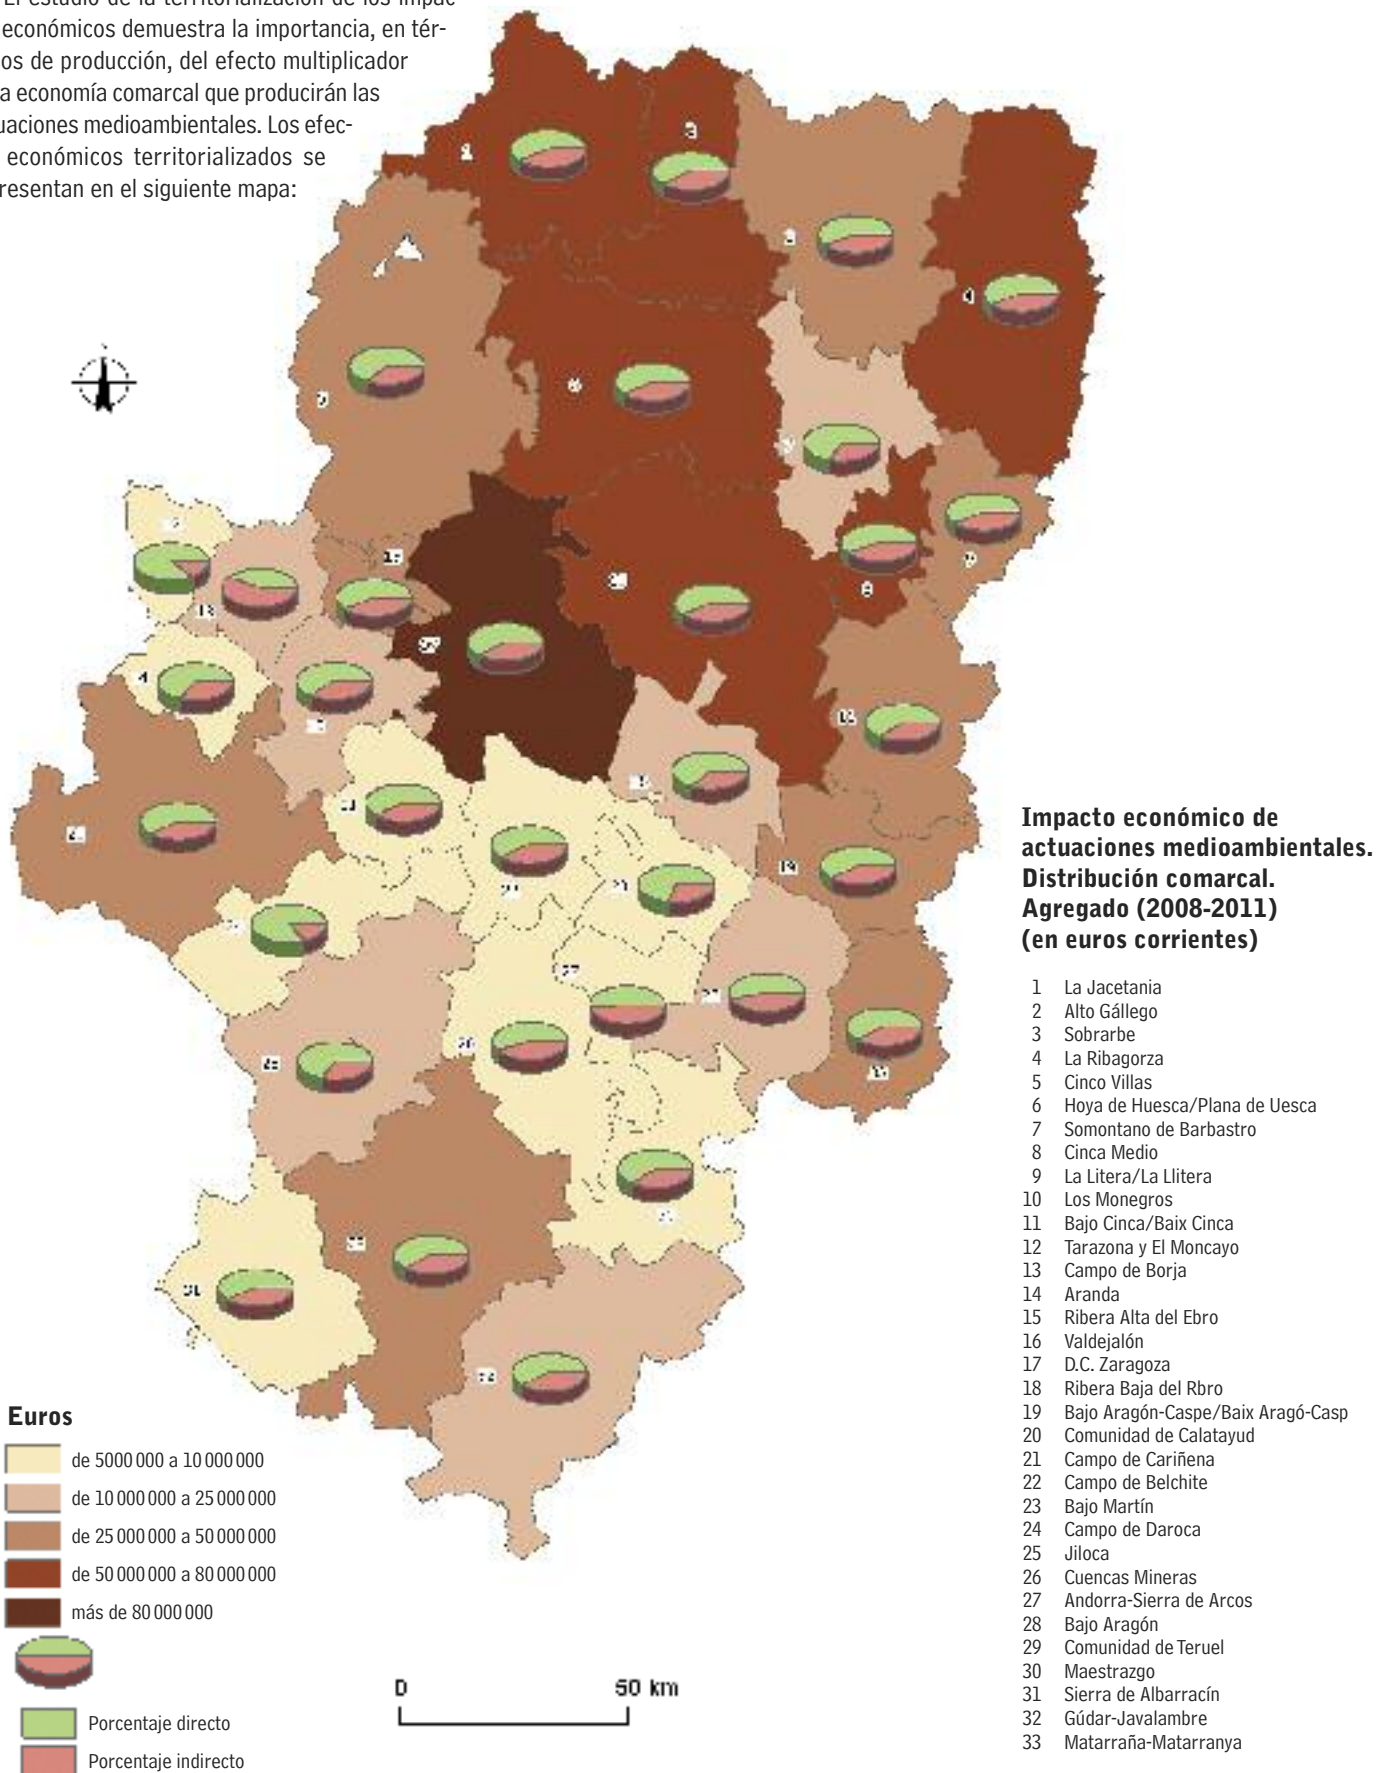 El estudio de la territorialización de los impac
económicos demuestra la importancia, en tér-
os de producción, del efecto multiplicador
a economía comarcal que producirán las
uaciones medioambientales. Los efec-
económicos territorializados se
presentan en el siguiente mapa:
Impacto económico de
actuaciones medioambientales.
Distribución comarcal.
Agregado (2008-2011)
(en euros corrientes)
1 La Jacetania
2 Alto Gállego
3 Sobrarbe
4 La Ribagorza
5 Cinco Villas
6 Hoya de Huesca/Plana de Uesca
7 Somontano de Barbastro
8 Cinca Medio
9 La Litera/La Llitera
10 Los Monegros
11 Bajo Cinca/Baix Cinca
12 Tarazona y El Moncayo
13 Campo de Borja
14 Aranda
15 Ribera Alta del Ebro
16 Valdejalón
17 D.C. Zaragoza
18 Ribera Baja del Rbro
19 Bajo Aragón-Caspe/Baix Aragó-Casp
20 Comunidad de Calatayud
21 Campo de Cariñena
22 Campo de Belchite
23 Bajo Martín
24 Campo de Daroca
25 Jiloca
26 Cuencas Mineras
27 Andorra-Sierra de Arcos
28 Bajo Aragón
29 Comunidad de Teruel
30 Maestrazgo
31 Sierra de Albarracín
32 Gúdar-Javalambre
33 Matarraña-Matarranya
Euros
de 5000 000 a 10 000 000
de 10 000 000 a 25 000 000
de 25 000 000 a 50 000 000
de 50 000 000 a 80 000 000
más de 80 000 000
Porcentaje directo
Porcentaje indirecto
0 50 km